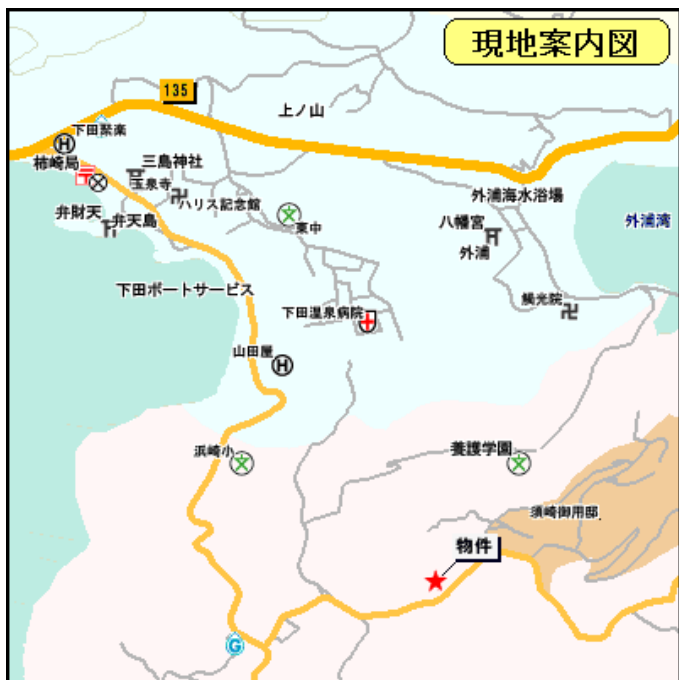 現地案内図
135
上ノ山
下田聚楽
H
柿崎局
三島神社
玉泉寺
ハリス記念館
外浦海水浴場
弁財天
弁天島
東中
八幡宮
外浦
外浦湾
下田ボートサービス
下田温泉病院
觸光院
山田屋
H
浜崎小
養護学園
須崎御用邸
物件
G